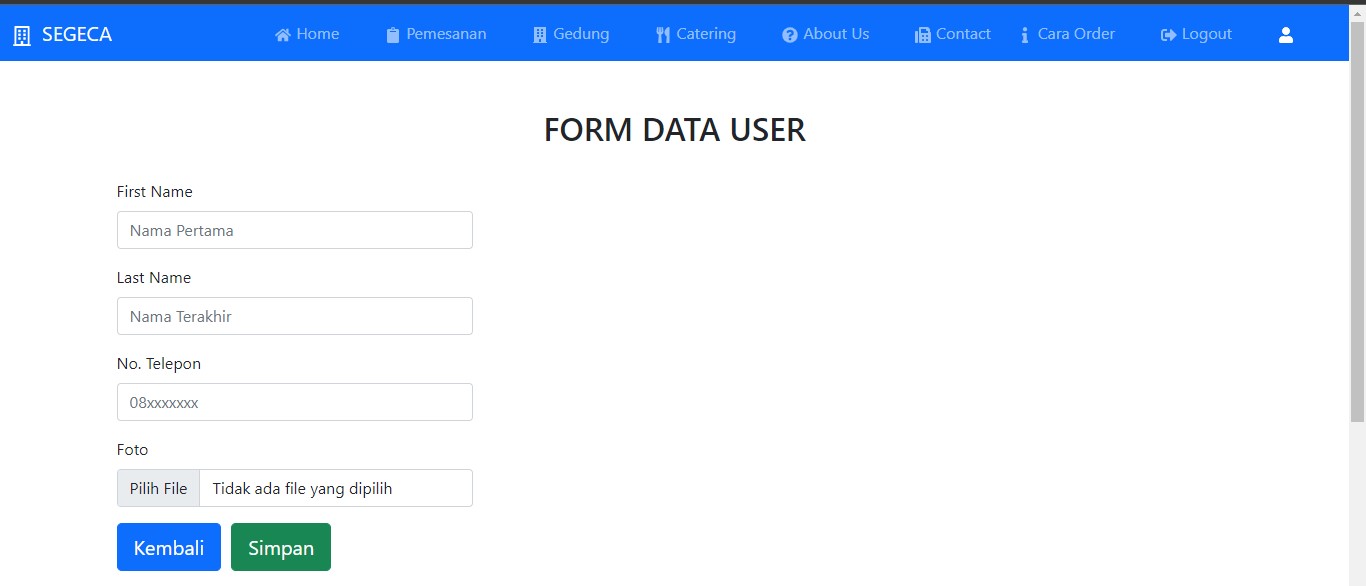 SEGECA Home Pemesanan Gedung Catering About Us Contact Cara Order Logout
FORM DATA USER
First Name
Nama Pertama
Last Name
Nama Terakhir
No. Telepon
08xxxxxxx
Foto
Pilih File Tidak ada file yang dipilih
Kembali Simpan